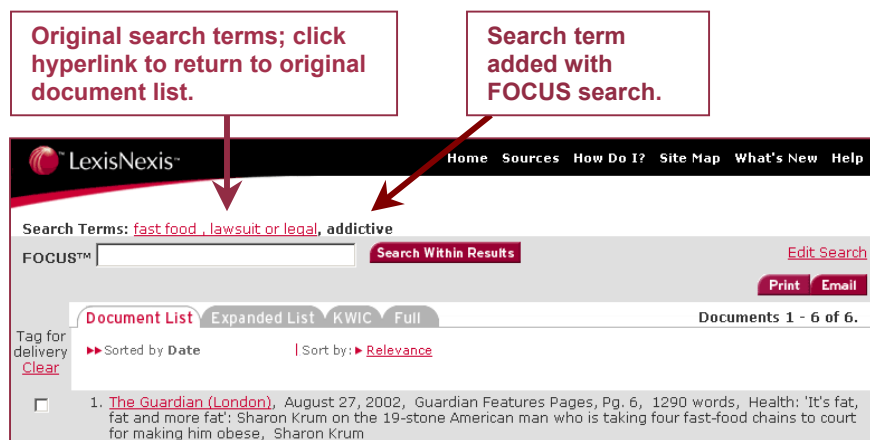 Original search terms; click
hyperlink to return to original
document list.
Search term
added with
FOCUS search.
LexisNexis™
Home Sources How Do I? Site Map What's New Help
Search Terms: fast food , lawsuit or legal, addictive
FOCUS™ Search Within Results Edit Search
Print Email
Document List Expanded List KWIC Full Documents 1 - 6 of 6.
Tag for
delivery
Clear
▶▶Sorted by Date | Sort by: ▶ Relevance
1. The Guardian (London), August 27, 2002, Guardian Features Pages, Pg. 6, 1290 words, Health: 'It's fat,
fat and more fat': Sharon Krum on the 19-stone American man who is taking four fast-food chains to court
for making him obese, Sharon Krum